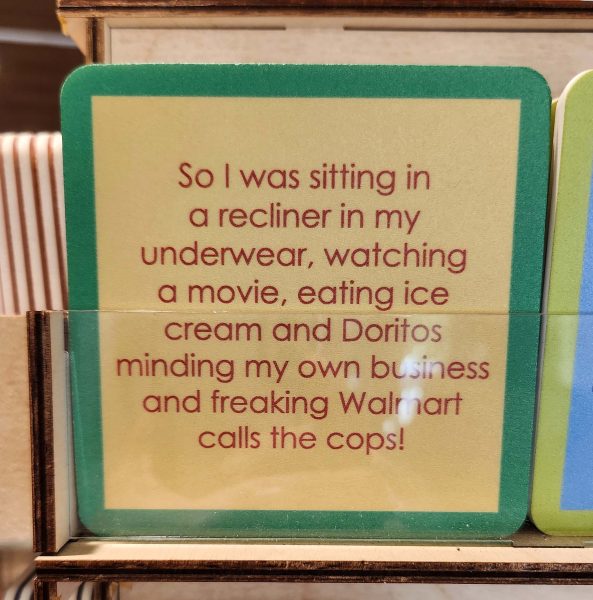 So I was sitting in
a recliner in my
underwear, watching
a movie, eating ice
cream and Doritos
minding my own business
and freaking Walmart
calls the cops!